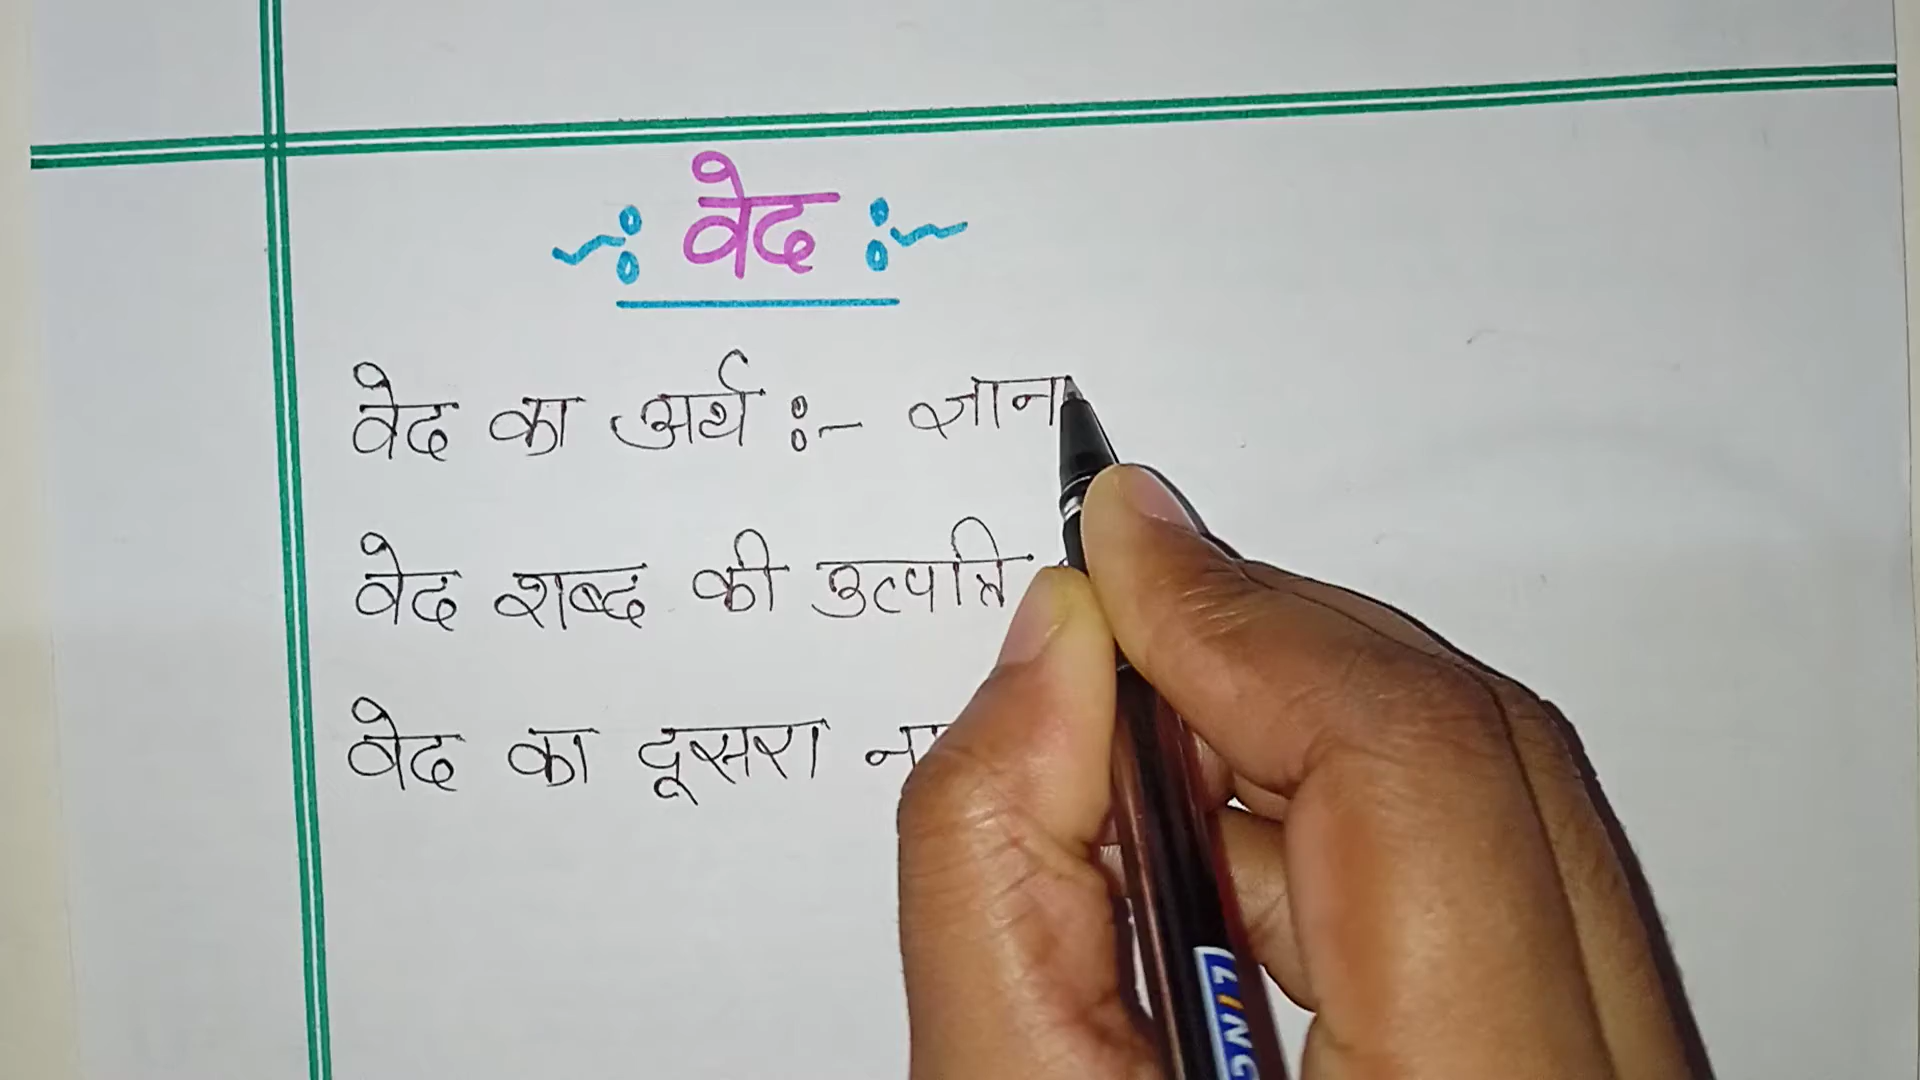 -: वेद :-
वेद का अर्थ :- ज्ञान
वेद शब्द की उत्पत्ति
वेद का दूसरा